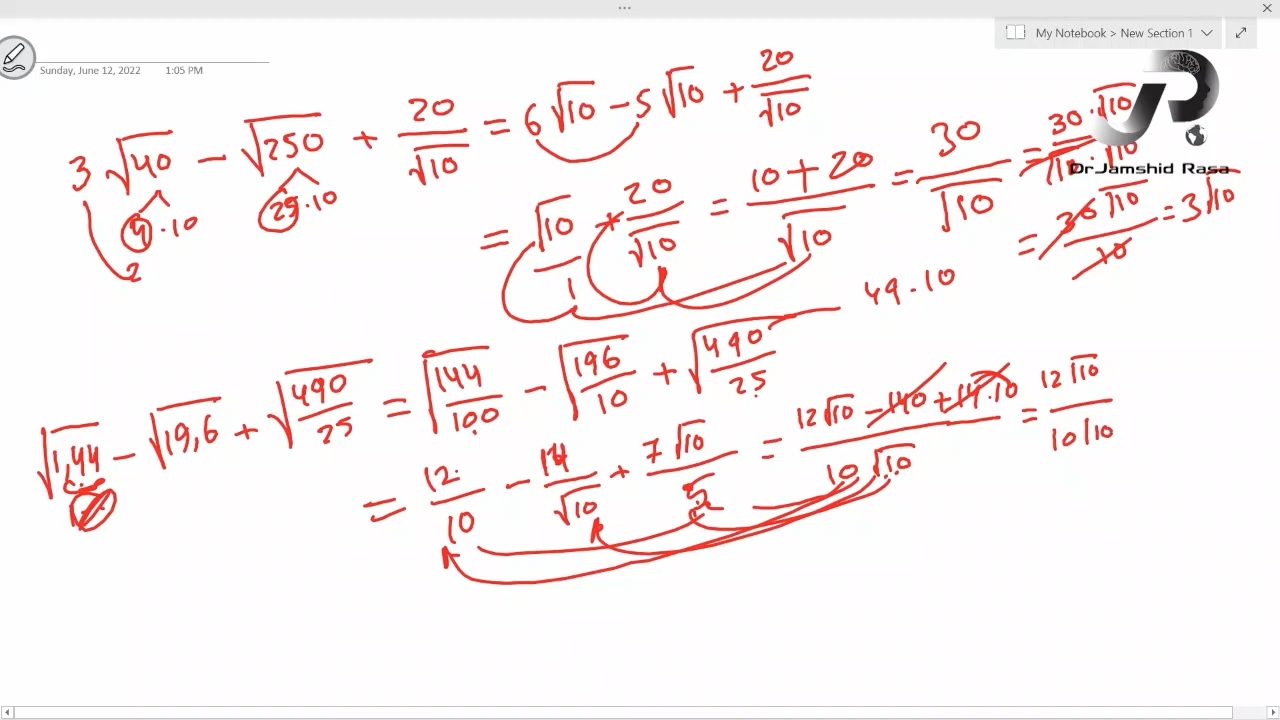 My Notebook > New Section 1
Sunday, June 12, 2022 1:05 PM
Dr.Jamshid Rasa
3√40 − √250 + 20/√10 = 6√10 − 5√10 + 20/√10
4·10 25·10
2
= √10/1 + 20/√10 = (10+20)/√10 = 30/√10 = 30·√10/√10·√10
= 30√10/10 = 3√10
49·10
√1,44 − √19,6 + √(490/25) = √(144/100) − √(196/10) + √(490/25)
= 12/10 − 14/√10 + 7√10/5 = (12√10 − 140 + 14·10)/10√10 = 12√10/10√10